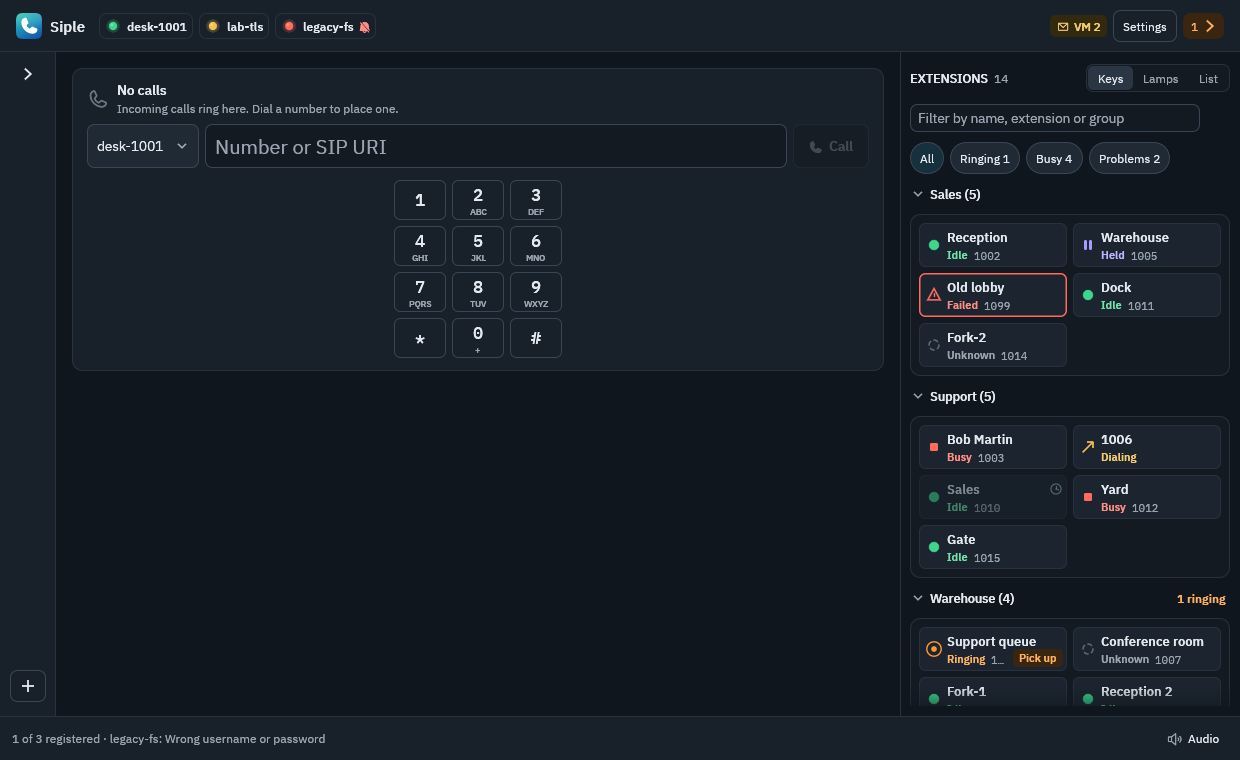 Siple
desk-1001
lab-tls
legacy-fs
VM 2
Settings
1
No calls
Incoming calls ring here. Dial a number to place one.
desk-1001
Number or SIP URI
Call
1
2
ABC
3
DEF
4
GHI
5
JKL
6
MNO
7
PQRS
8
TUV
9
WXYZ
*
0
+
#
EXTENSIONS 14
Keys
Lamps
List
Filter by name, extension or group
All
Ringing 1
Busy 4
Problems 2
Sales (5)
Reception
Idle 1002
Warehouse
Held 1005
Old lobby
Failed 1099
Dock
Idle 1011
Fork-2
Unknown 1014
Support (5)
Bob Martin
Busy 1003
1006
Dialing
Sales
Idle 1010
Yard
Busy 1012
Gate
Idle 1015
Warehouse (4)
1 ringing
Support queue
Ringing 1…
Pick up
Conference room
Unknown 1007
Fork-1
Reception 2
1 of 3 registered · legacy-fs: Wrong username or password
Audio